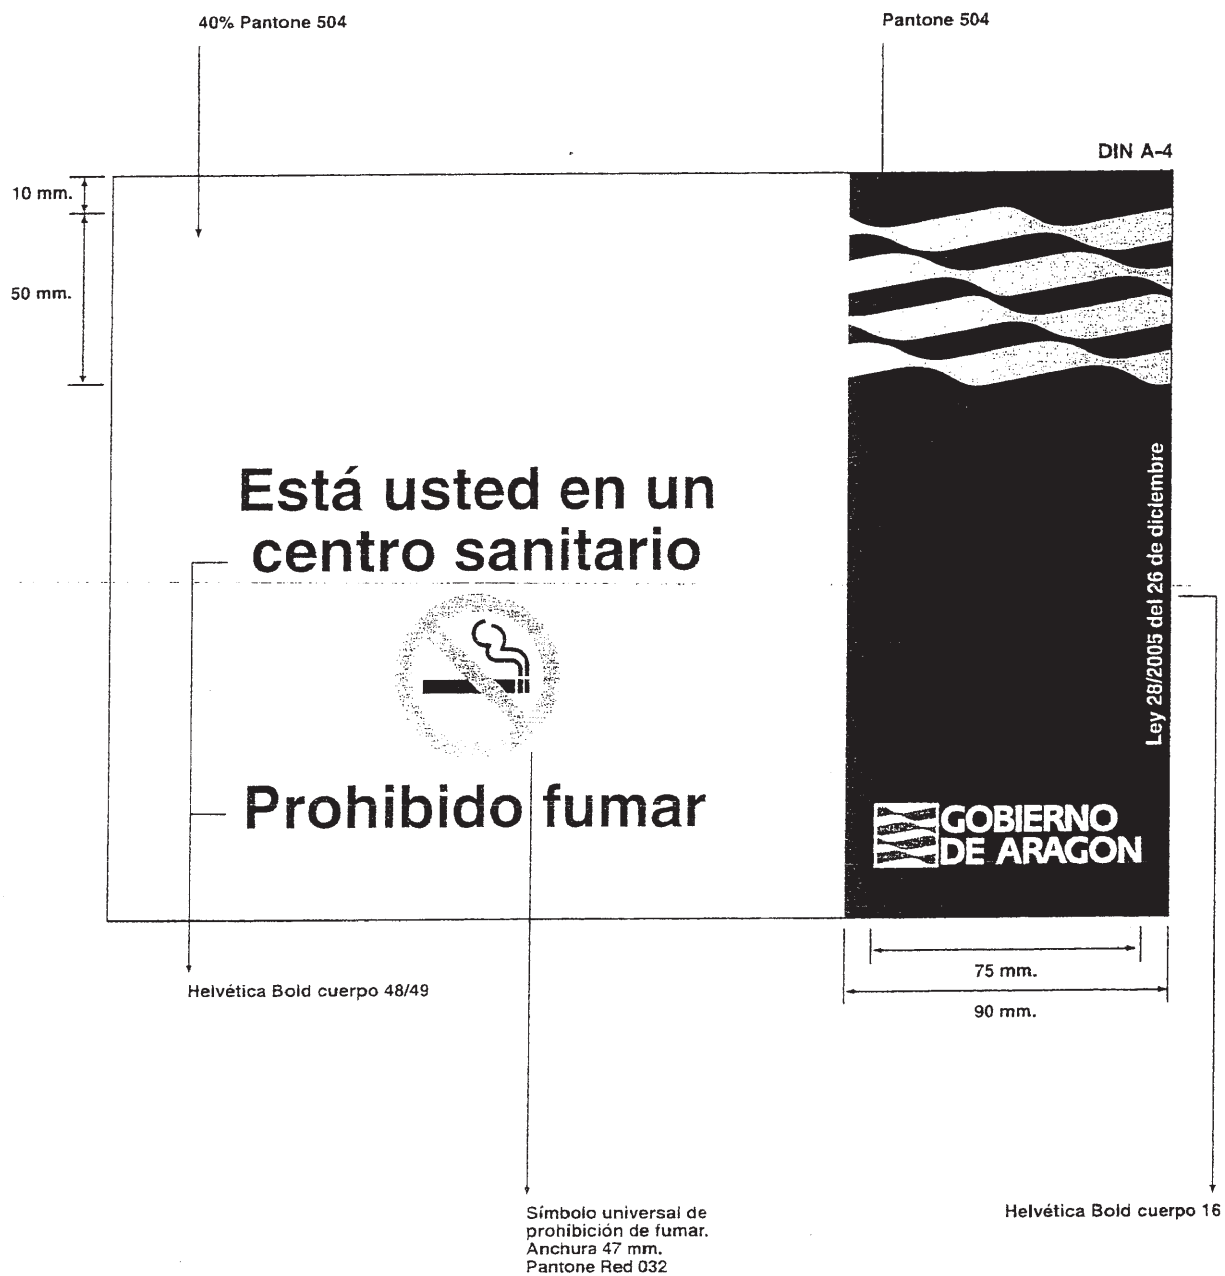 40% Pantone 504
Pantone 504
DIN A-4
10 mm.
50 mm.
Está usted en un
centro sanitario
Prohibido fumar
Ley 28/2005 del 26 de diciembre
GOBIERNO
DE ARAGON
75 mm.
90 mm.
Helvética Bold cuerpo 48/49
Símbolo universal de
prohibición de fumar.
Anchura 47 mm.
Pantone Red 032
Helvética Bold cuerpo 16